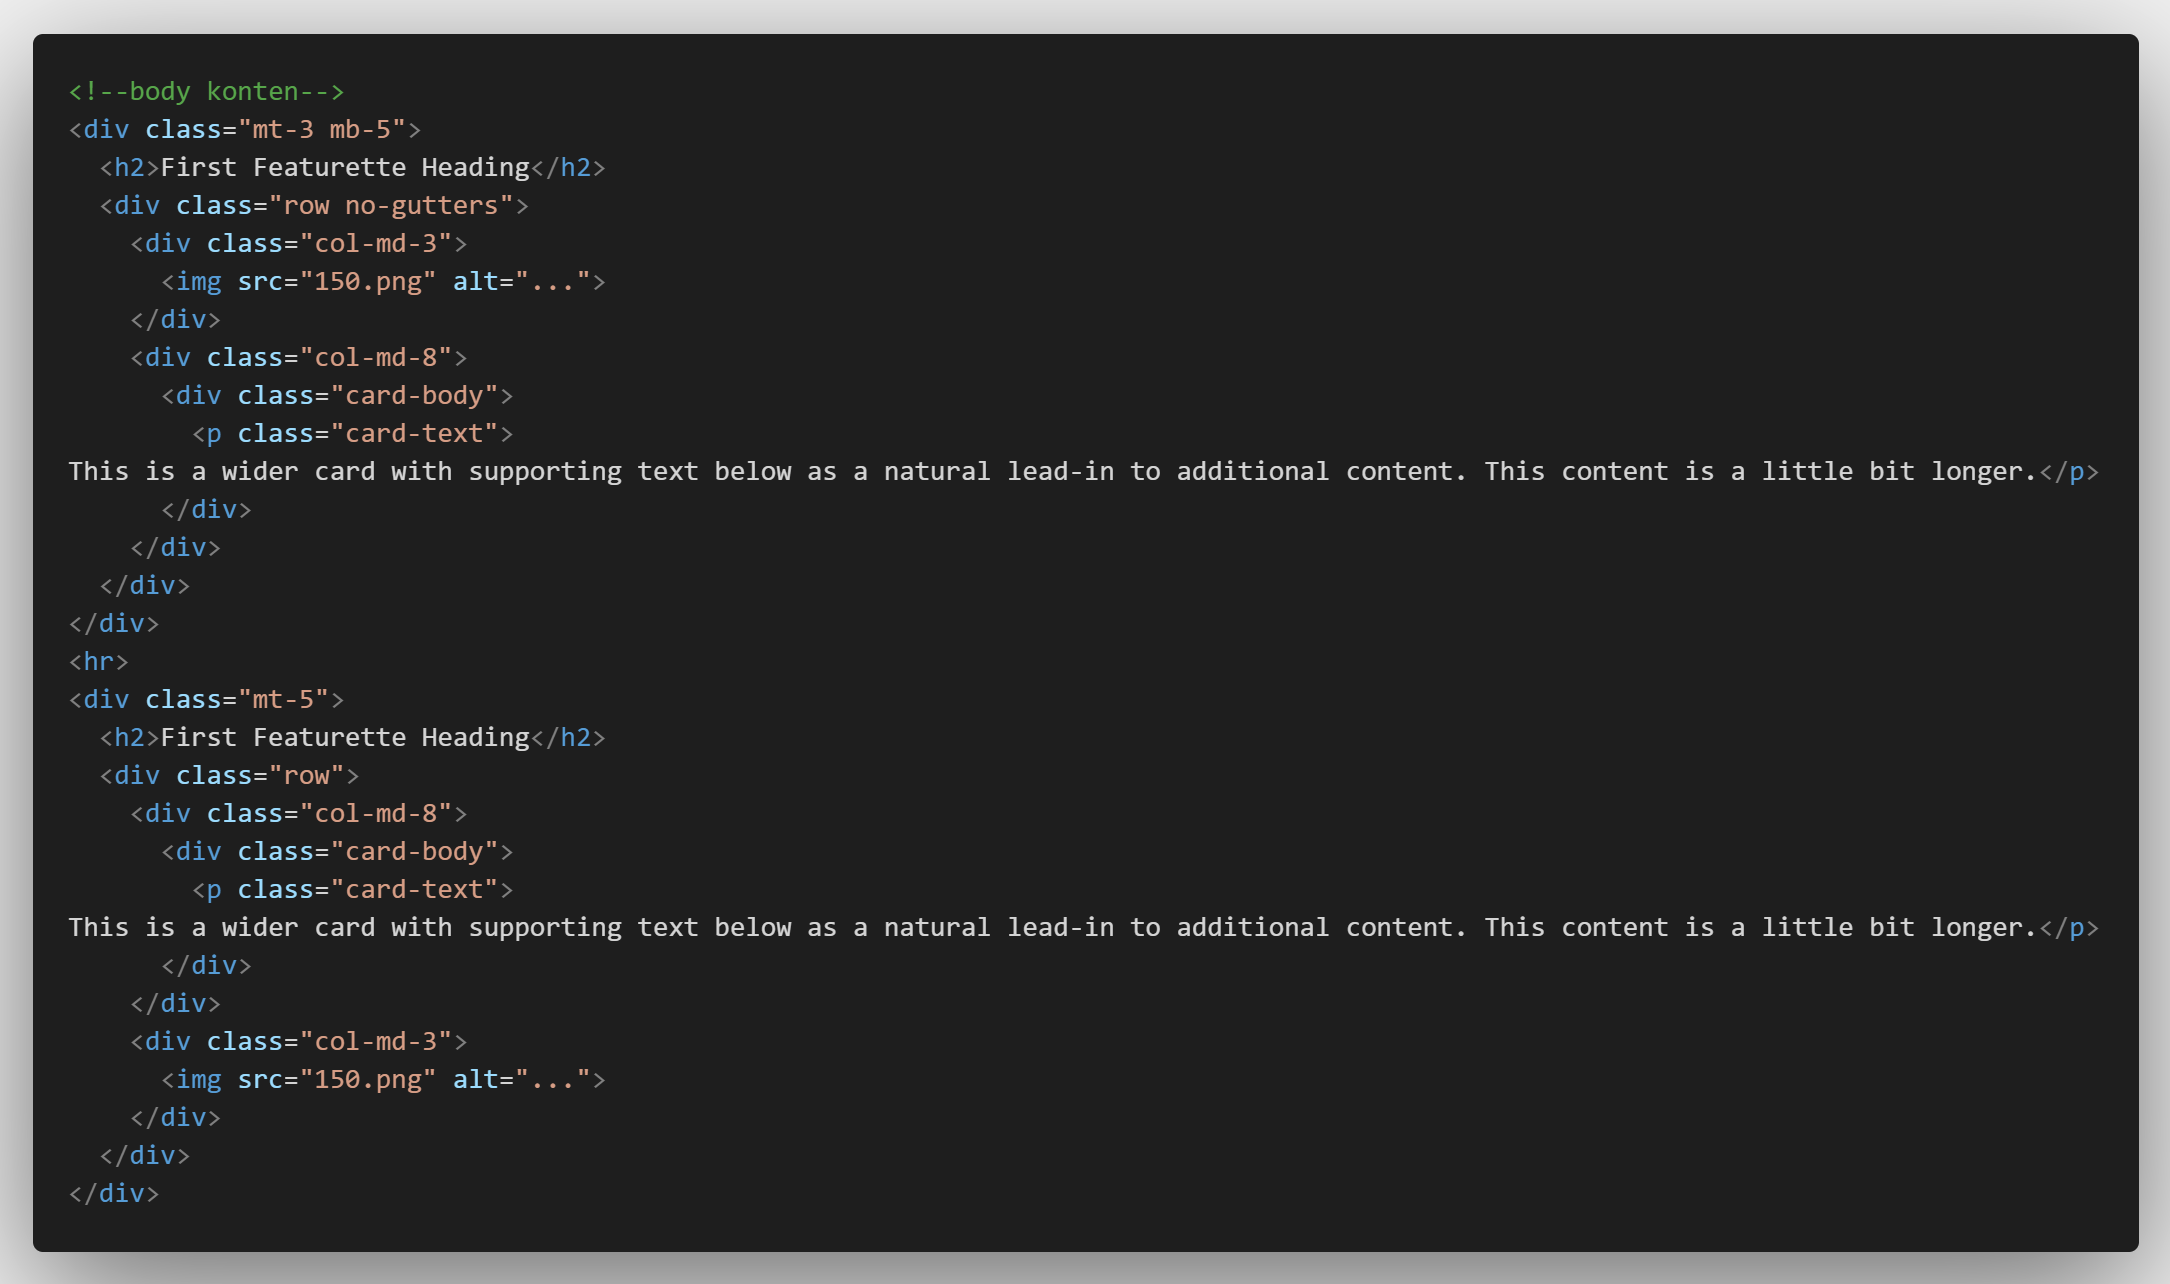 <!--body konten-->
<div class="mt-3 mb-5">
  <h2>First Featurette Heading</h2>
  <div class="row no-gutters">
    <div class="col-md-3">
      <img src="150.png" alt="...">
    </div>
    <div class="col-md-8">
      <div class="card-body">
        <p class="card-text">
This is a wider card with supporting text below as a natural lead-in to additional content. This content is a little bit longer.</p>
      </div>
    </div>
  </div>
</div>
<hr>
<div class="mt-5">
  <h2>First Featurette Heading</h2>
  <div class="row">
    <div class="col-md-8">
      <div class="card-body">
        <p class="card-text">
This is a wider card with supporting text below as a natural lead-in to additional content. This content is a little bit longer.</p>
      </div>
    </div>
    <div class="col-md-3">
      <img src="150.png" alt="...">
    </div>
  </div>
</div>